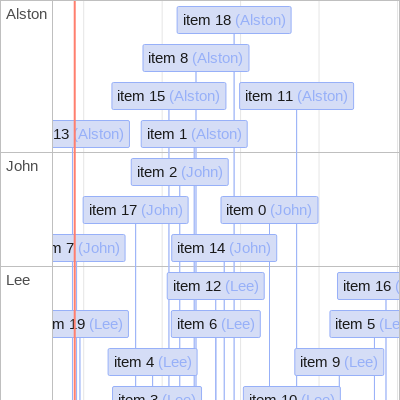 Alston
item 18 (Alston)
item 8 (Alston)
item 15 (Alston)
item 11 (Alston)
13 (Alston)
item 1 (Alston)
John
item 2 (John)
item 17 (John)
item 0 (John)
m 7 (John)
item 14 (John)
Lee
item 12 (Lee)
item 16 (
m 19 (Lee)
item 6 (Lee)
item 5 (Le
item 4 (Lee)
item 9 (Lee)
item 3 (Lee)
item 10 (Lee)